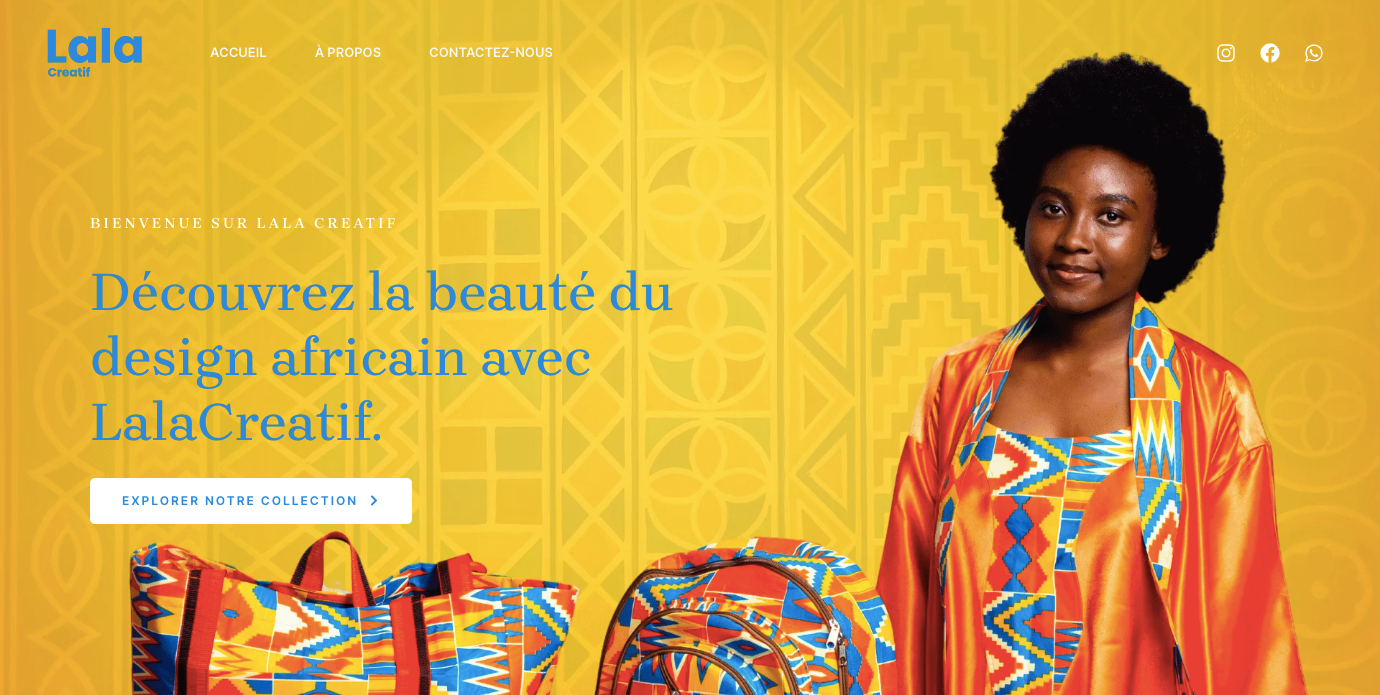 Lala
Creatif
ACCUEIL
À PROPOS
CONTACTEZ-NOUS
BIENVENUE SUR LALA CREATIF
Découvrez la beauté du
design africain avec
LalaCreatif.
EXPLORER NOTRE COLLECTION